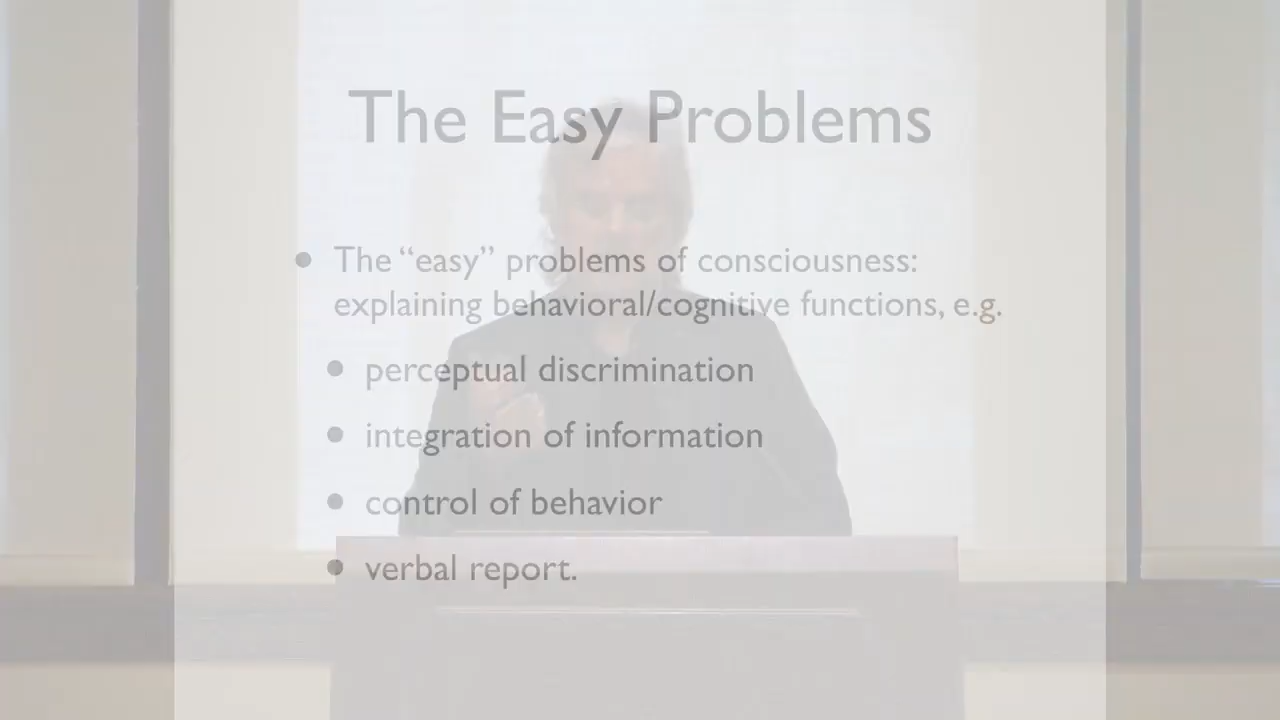 The Easy Problems
• The “easy” problems of consciousness:
explaining behavioral/cognitive functions, e.g.
• perceptual discrimination
• integration of information
• control of behavior
• verbal report.